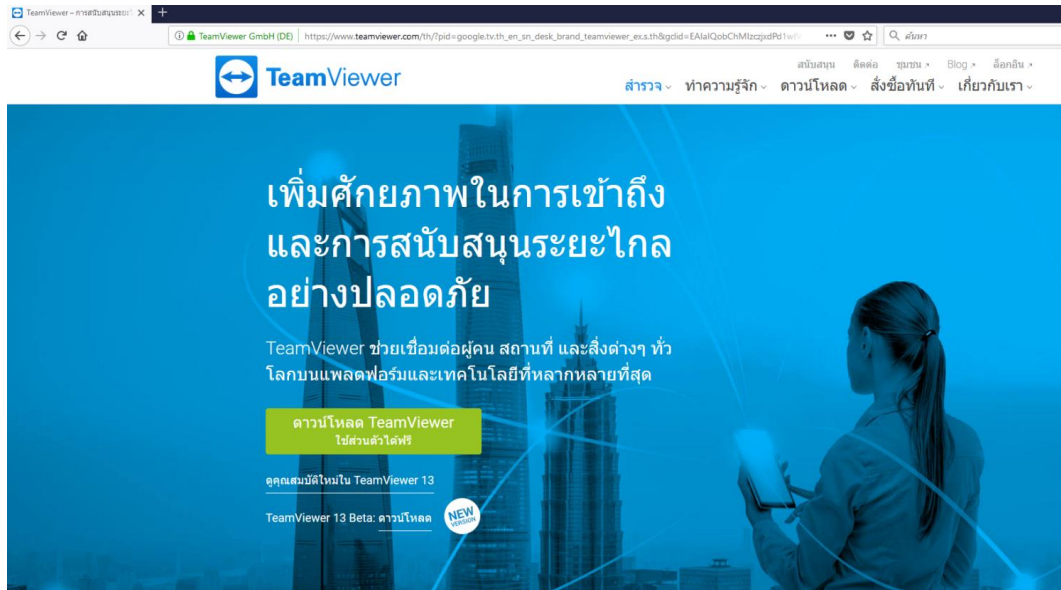 TeamViewer – การสนับสนุนระยะไ
TeamViewer GmbH (DE)
https://www.teamviewer.com/th/?pid=google.tv.th_en_sn_desk_brand_teamviewer_ex.s.th&gclid=
ค้นหา
สนับสนุน ติดต่อ ชุมชน Blog ล็อกอิน
TeamViewer
สำรวจ ทำความรู้จัก ดาวน์โหลด สั่งซื้อทันที เกี่ยวกับเรา
เพิ่มศักยภาพในการเข้าถึง
และการสนับสนุนระยะไกล
อย่างปลอดภัย
TeamViewer ช่วยเชื่อมต่อผู้คน สถานที่ และสิ่งต่างๆ ทั่ว
โลกบนแพลตฟอร์มและเทคโนโลยีที่หลากหลายที่สุด
ดาวน์โหลด TeamViewer
ใช้ส่วนตัวได้ฟรี
ดูคุณสมบัติใหม่ใน TeamViewer 13
TeamViewer 13 Beta: ดาวน์โหลด
NEW
VERSION